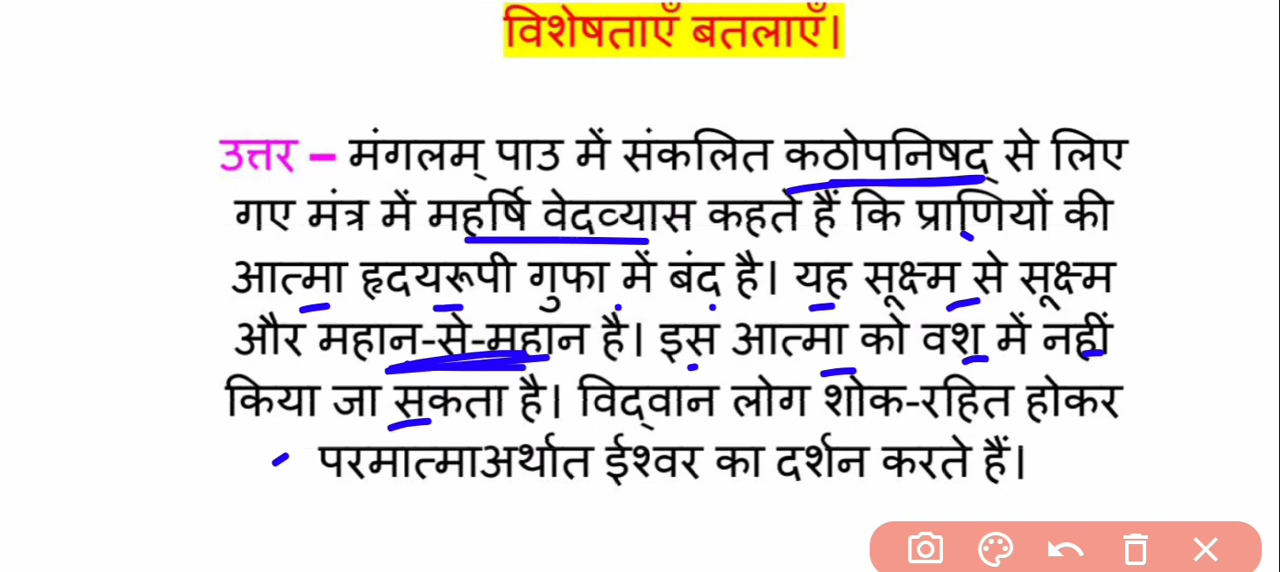 विशेषताएँ बतलाएँ।
उत्तर – मंगलम् पाउ में संकलित कठोपनिषद् से लिए
गए मंत्र में महर्षि वेदव्यास कहते हैं कि प्राणियों की
आत्मा हृदयरूपी गुफा में बंद है। यह सूक्ष्म से सूक्ष्म
और महान-से-महान है। इस आत्मा को वश में नहीं
किया जा सकता है। विद्‌वान लोग शोक-रहित होकर
परमात्माअर्थात ईश्वर का दर्शन करते हैं।